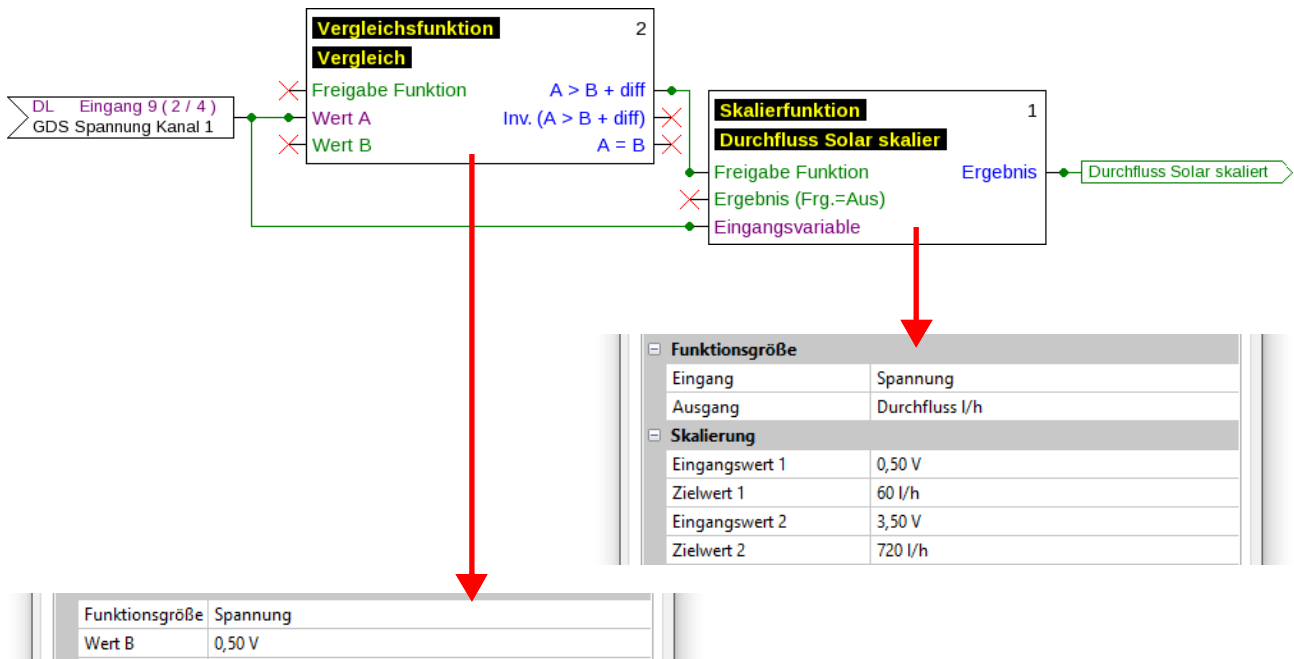 Vergleichsfunktion 2
Vergleich
Freigabe Funktion A > B + diff
DL Eingang 9 ( 2 / 4 )
GDS Spannung Kanal 1
Wert A Inv. (A > B + diff)
Wert B A = B
Skalierfunktion 1
Durchfluss Solar skalier
Freigabe Funktion Ergebnis
Durchfluss Solar skaliert
Ergebnis (Frg.=Aus)
Eingangsvariable
Funktionsgröße
Eingang Spannung
Ausgang Durchfluss l/h
Skalierung
Eingangswert 1 0,50 V
Zielwert 1 60 l/h
Eingangswert 2 3,50 V
Zielwert 2 720 l/h
Funktionsgröße Spannung
Wert B 0,50 V